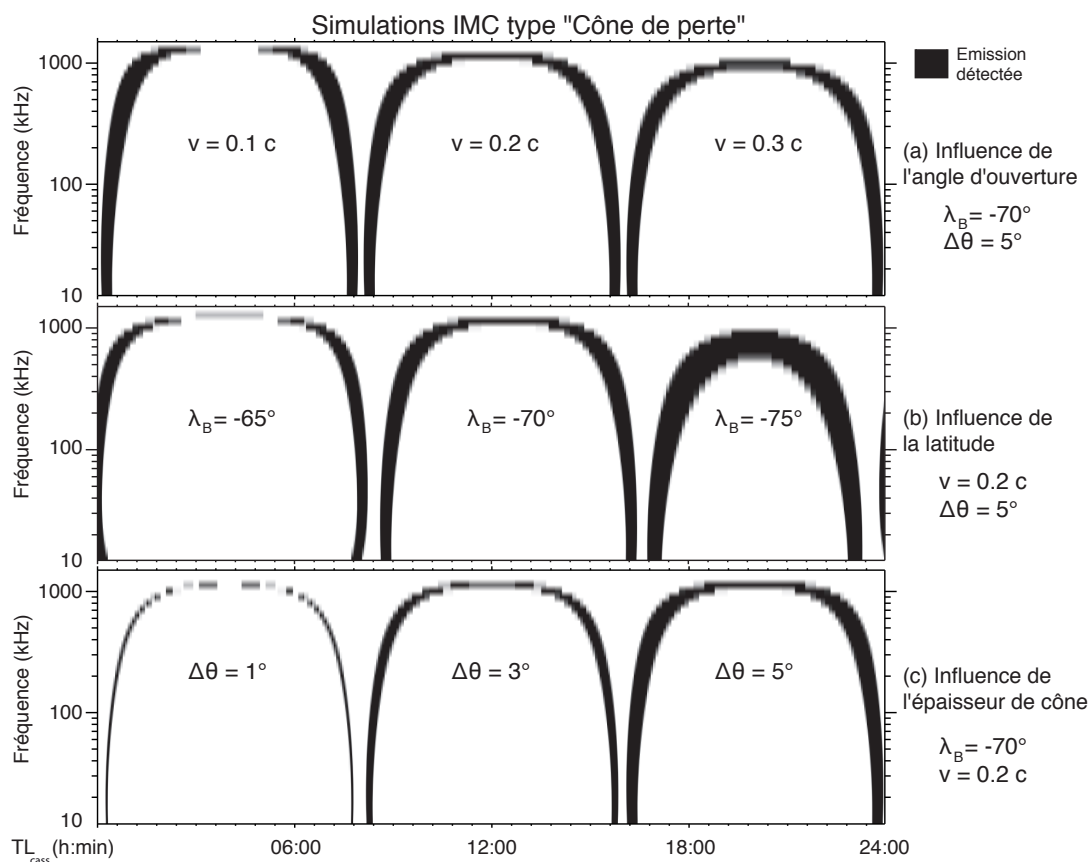 Simulations IMC type "Cône de perte"
Emission
détectée
Fréquence (kHz)
1000
100
10
v = 0.1 c
v = 0.2 c
v = 0.3 c
(a) Influence de
l'angle d'ouverture
λB= -70°
Δθ = 5°
Fréquence (kHz)
1000
100
10
λB= -65°
λB= -70°
λB= -75°
(b) Influence de
la latitude
v = 0.2 c
Δθ = 5°
Fréquence (kHz)
1000
100
10
Δθ = 1°
Δθ = 3°
Δθ = 5°
(c) Influence de
l'épaisseur de cône
λB= -70°
v = 0.2 c
TLcass (h:min)
06:00
12:00
18:00
24:00